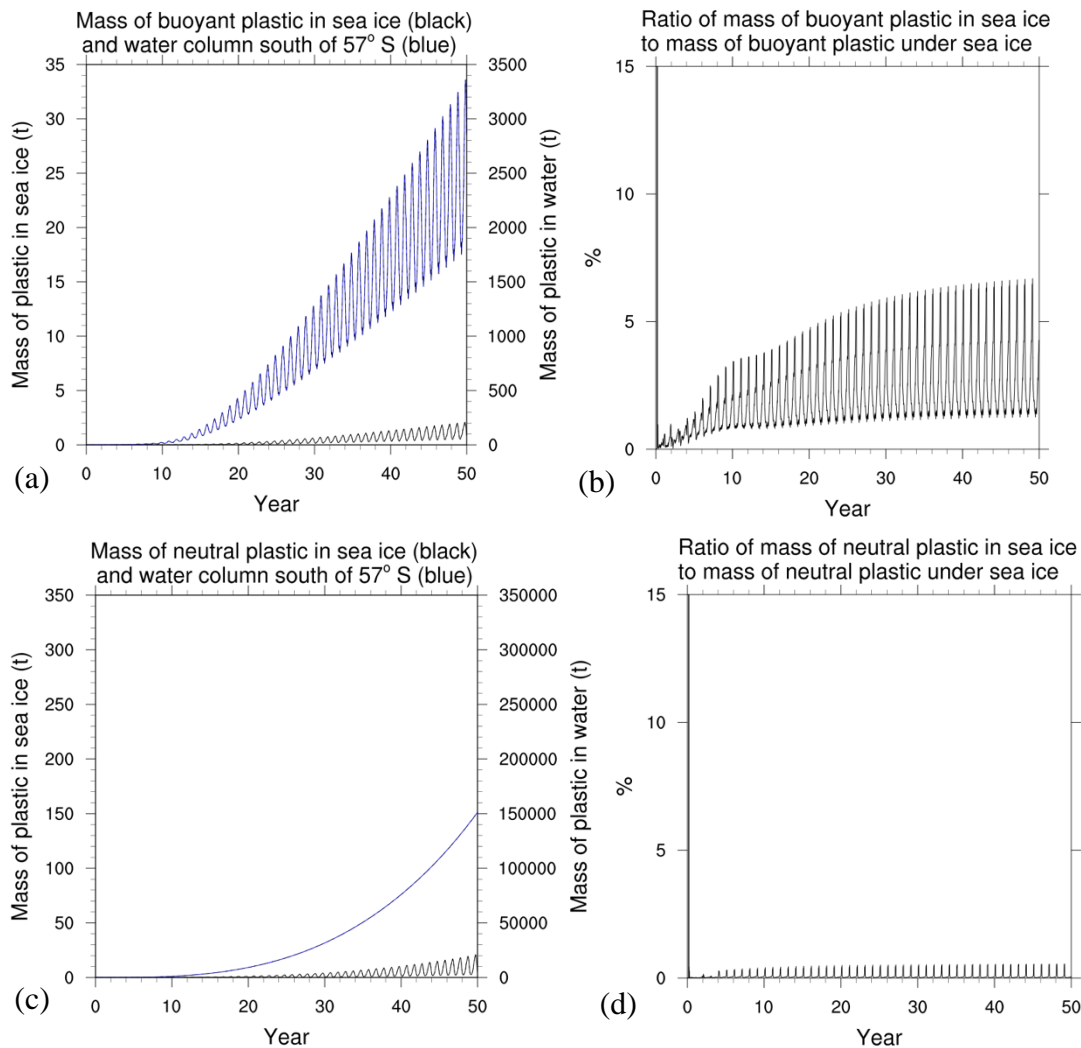 Mass of buoyant plastic in sea ice (black)
and water column south of 57° S (blue)
35
30
25
20
15
10
5
0
3500
3000
2500
2000
1500
1000
500
0
Mass of plastic in sea ice (t)
Mass of plastic in water (t)
0 10 20 30 40 50
Year
(a)
Ratio of mass of buoyant plastic in sea ice
to mass of buoyant plastic under sea ice
15
10
5
0
%
0 10 20 30 40 50
Year
(b)
Mass of neutral plastic in sea ice (black)
and water column south of 57° S (blue)
350
300
250
200
150
100
50
0
350000
300000
250000
200000
150000
100000
50000
0
Mass of plastic in sea ice (t)
Mass of plastic in water (t)
0 10 20 30 40 50
Year
(c)
Ratio of mass of neutral plastic in sea ice
to mass of neutral plastic under sea ice
15
10
5
0
%
0 10 20 30 40 50
Year
(d)